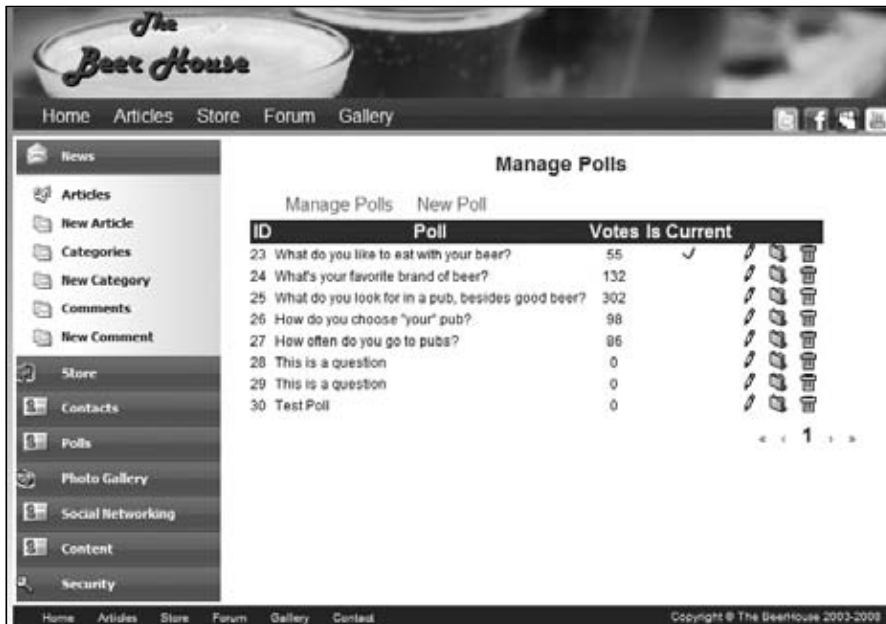 The
Beer House
Home Articles Store Forum Gallery
News
Manage Polls
Articles
Manage Polls New Poll
New Article
Categories
New Category
Comments
New Comment
Store
Contacts
Polls
Photo Gallery
Social Networking
Content
Security
ID Poll Votes Is Current
23 What do you like to eat with your beer? 55
24 What's your favorite brand of beer? 132
25 What do you look for in a pub, besides good beer? 302
26 How do you choose "your" pub? 98
27 How often do you go to pubs? 86
28 This is a question 0
29 This is a question 0
30 Test Poll 0
« ‹ 1 › »
Home Articles Store Forum Gallery Contact
Copyright © The BeerHouse 2003-2008